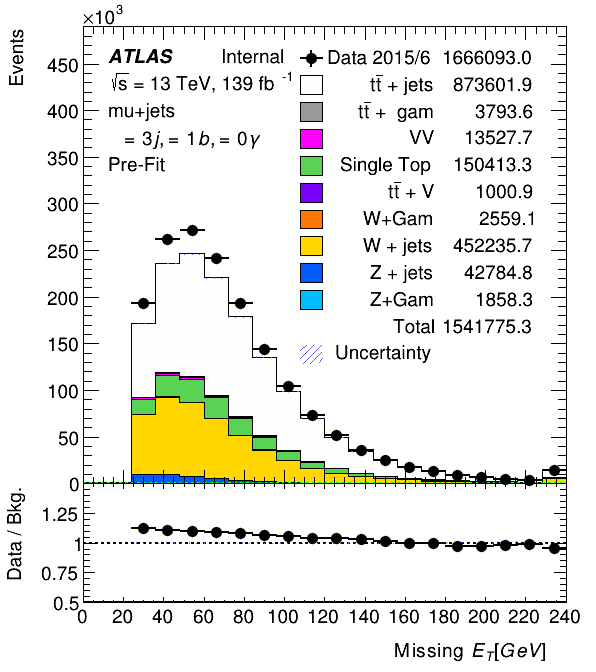 ×10³
Events
ATLAS Internal
√s = 13 TeV, 139 fb⁻¹
mu+jets
= 3j, = 1b, = 0γ
Pre-Fit
Data 2015/6 1666093.0
tt̄ + jets 873601.9
tt̄ + gam 3793.6
VV 13527.7
Single Top 150413.3
tt̄ + V 1000.9
W+Gam 2559.1
W + jets 452235.7
Z + jets 42784.8
Z+Gam 1858.3
Total 1541775.3
Uncertainty
450
400
350
300
250
200
150
100
50
0
Data / Bkg.
1.25
1
0.75
0.5
0 20 40 60 80 100 120 140 160 180 200 220 240
Missing E_T[GeV]